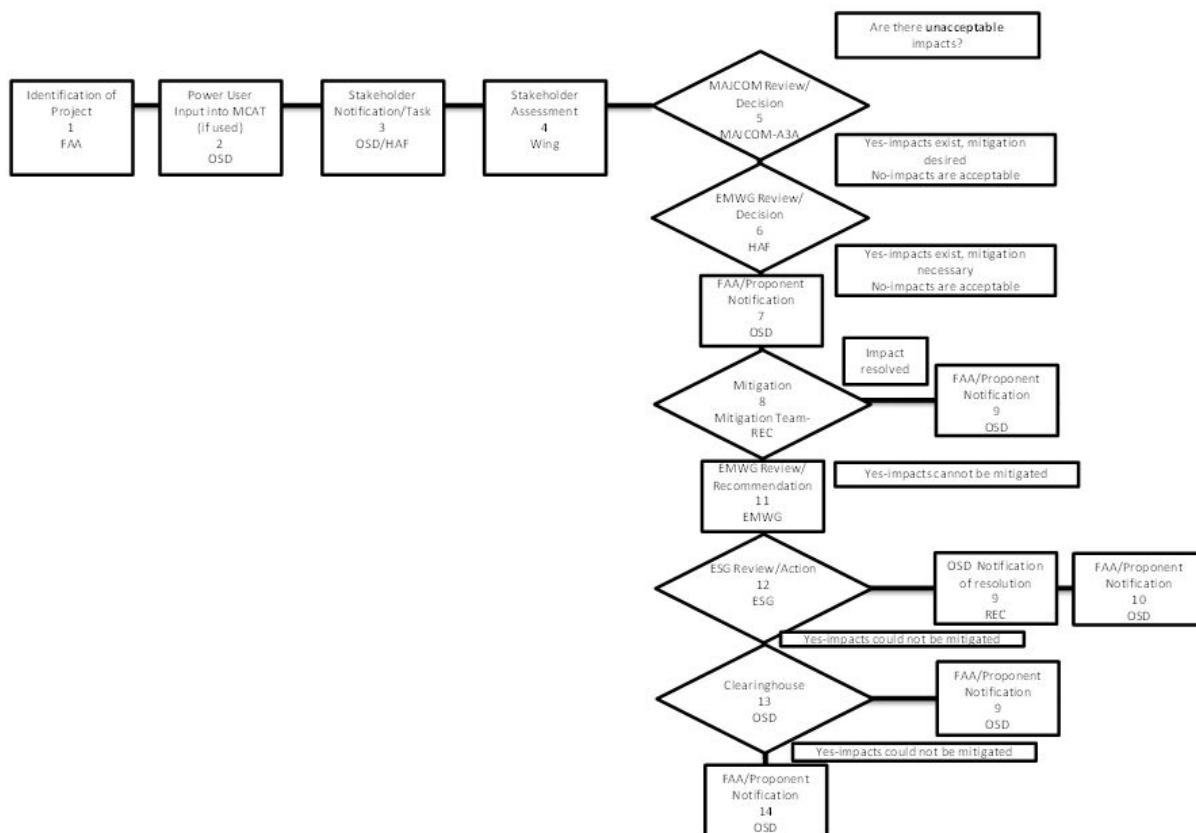 Are there unacceptable
impacts?
Identification of
Project
1
FAA
Power User
Input into MCAT
(if used)
2
OSD
Stakeholder
Notification/Task
3
OSD/HAF
Stakeholder
Assessment
4
Wing
MAJCOM Review/
Decision
5
MAJCOM-A3A
Yes-impacts exist, mitigation
desired
No-impacts are acceptable
EMWG Review/
Decision
6
HAF
Yes-impacts exist, mitigation
necessary
No-impacts are acceptable
FAA/Proponent
Notification
7
OSD
Impact
resolved
Mitigation
8
Mitigation Team-
REC
FAA/Proponent
Notification
9
OSD
Yes-impacts cannot be mitigated
EMWG Review/
Recommendation
11
EMWG
ESG Review/Action
12
ESG
OSD Notification
of resolution
9
REC
FAA/Proponent
Notification
10
OSD
Yes-impacts could not be mitigated
Clearinghouse
13
OSD
FAA/Proponent
Notification
9
OSD
Yes-impacts could not be mitigated
FAA/Proponent
Notification
14
OSD